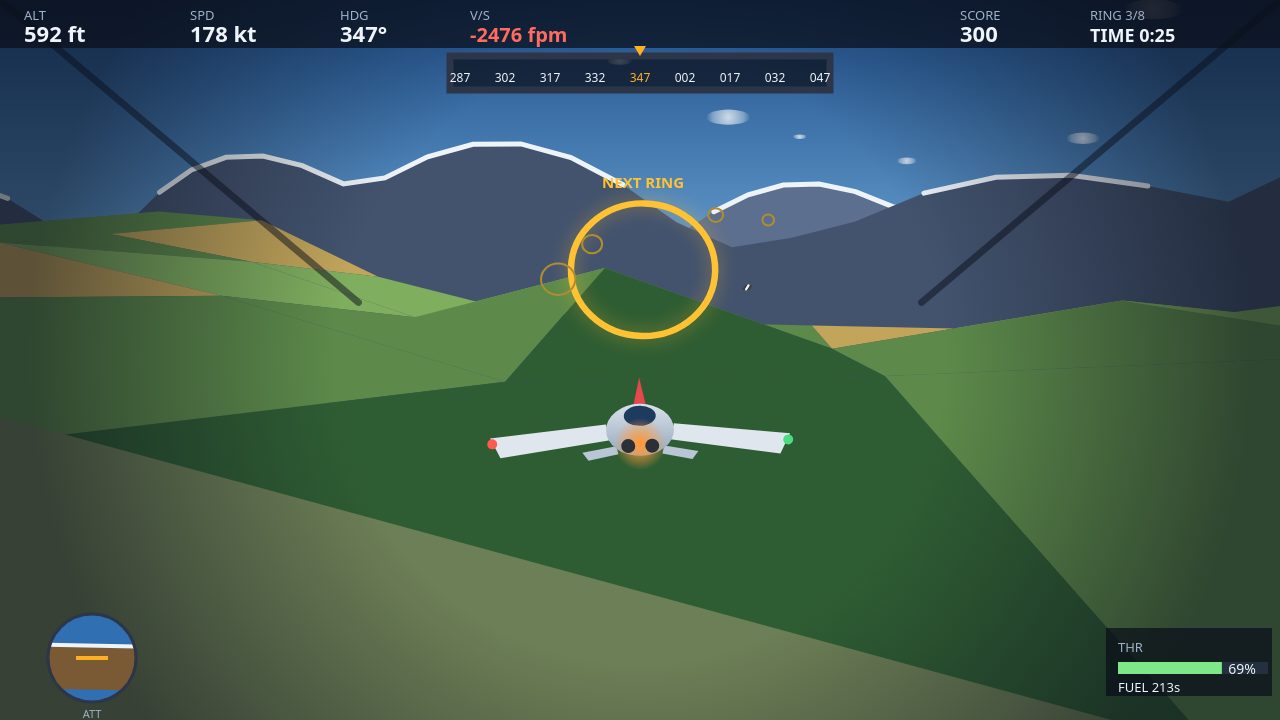 ALT
592 ft
SPD
178 kt
HDG
347°
V/S
-2476 fpm
SCORE
300
RING 3/8
TIME 0:25
287 302 317 332 347 002 017 032 047
NEXT RING
THR
69%
FUEL 213s
ATT